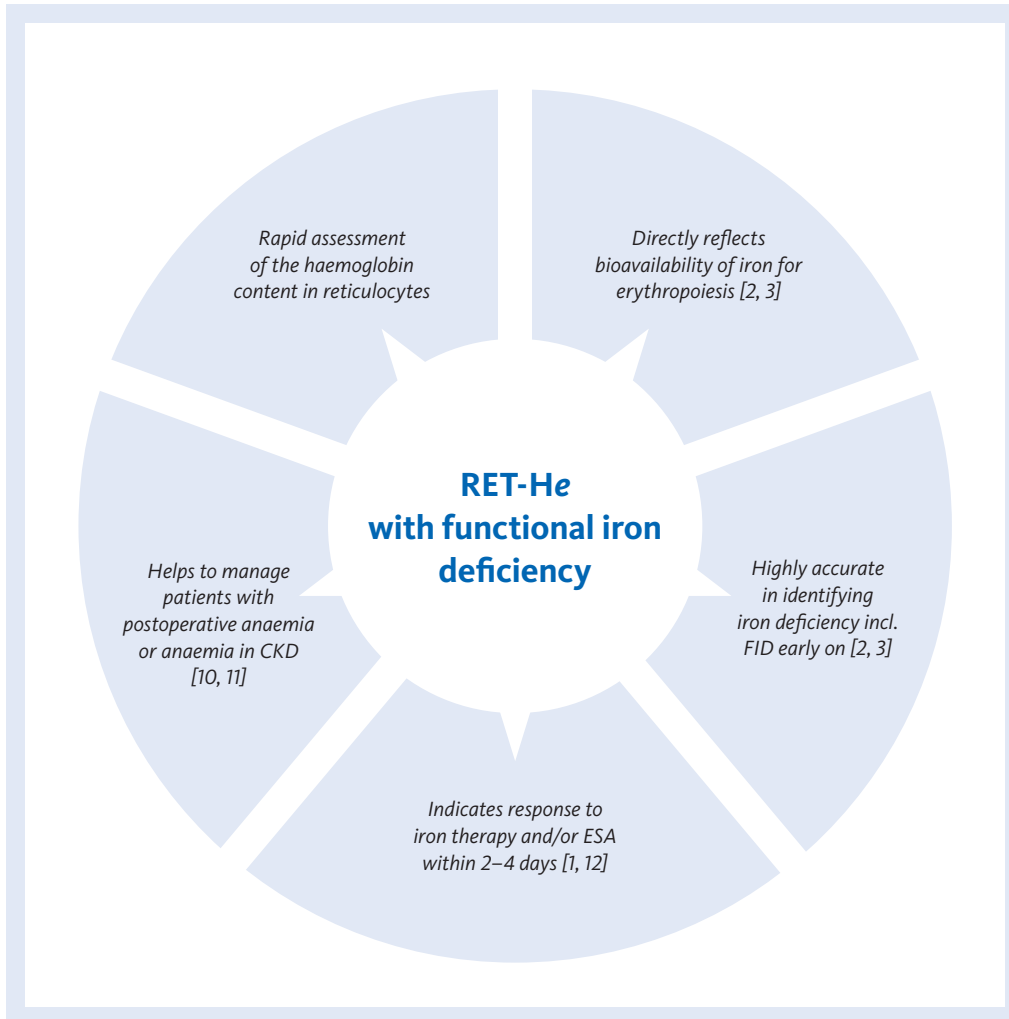 Rapid assessment
of the haemoglobin
content in reticulocytes
Directly reflects
bioavailability of iron for
erythropoiesis [2, 3]
RET-He
with functional iron
deficiency
Helps to manage
patients with
postoperative anaemia
or anaemia in CKD
[10, 11]
Highly accurate
in identifying
iron deficiency incl.
FID early on [2, 3]
Indicates response to
iron therapy and/or ESA
within 2–4 days [1, 12]